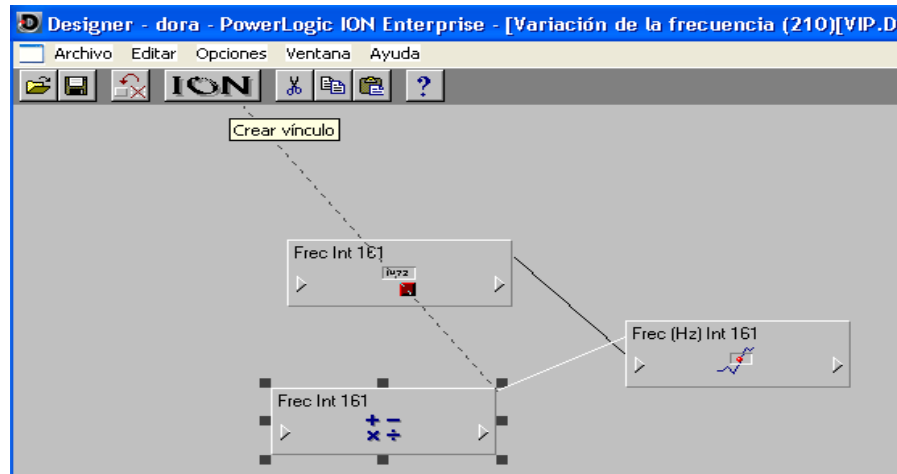 Designer - dora - PowerLogic ION Enterprise - [Variación de la frecuencia (210)[VIP.D
Archivo Editar Opciones Ventana Ayuda
ION ?
Crear vínculo
Frec Int 161
Frec (Hz) Int 161
Frec Int 161